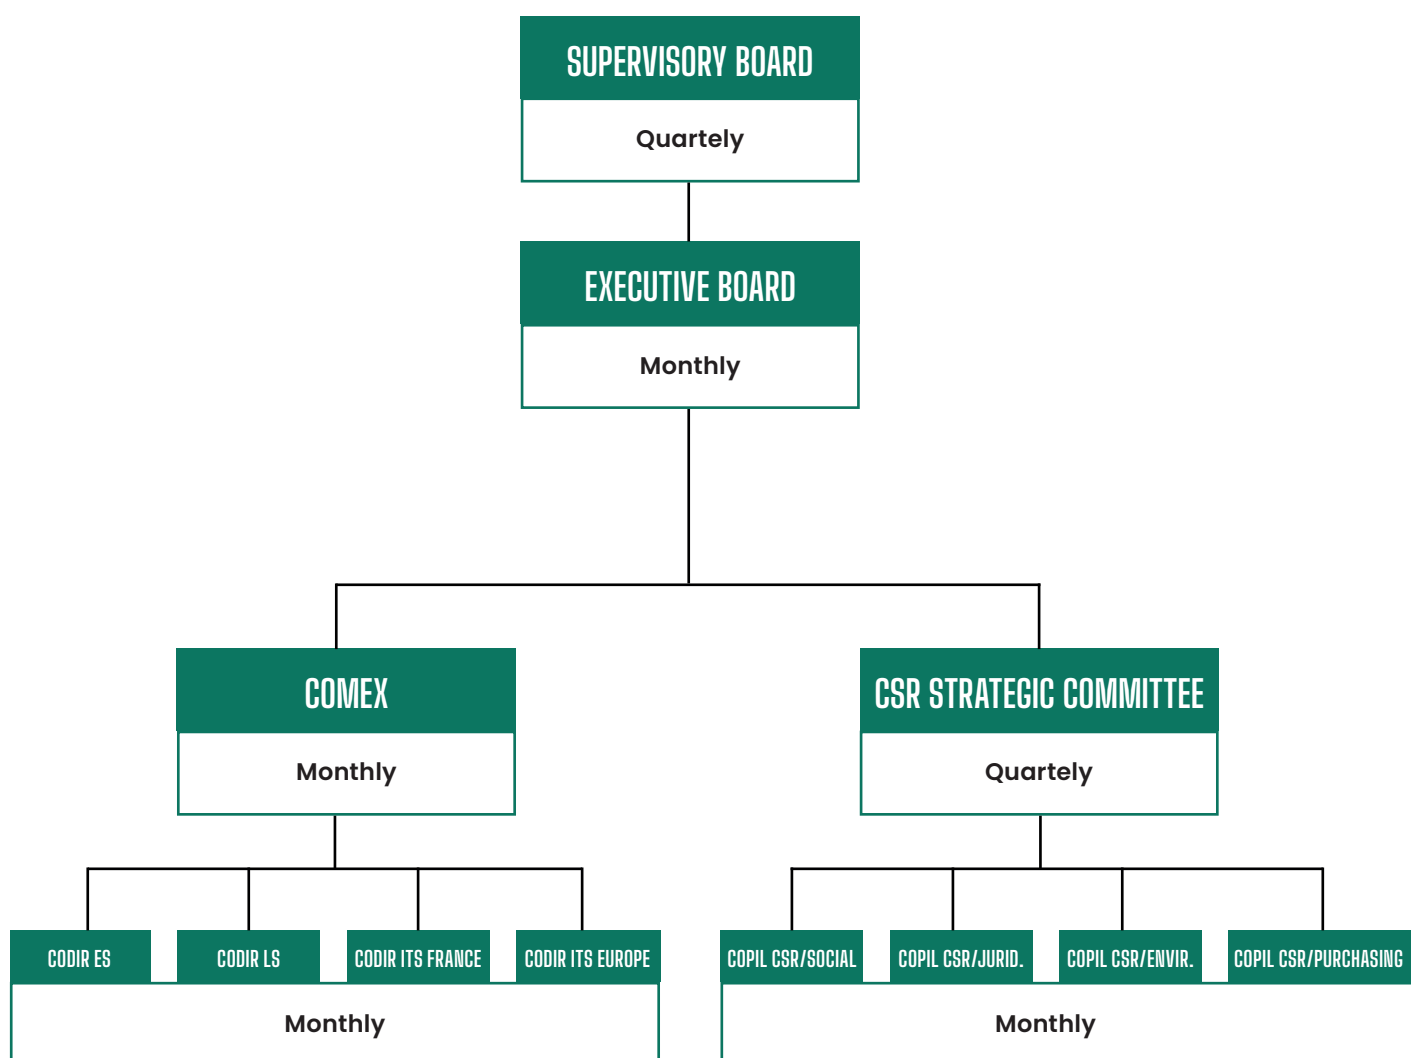 SUPERVISORY BOARD
Quartely
EXECUTIVE BOARD
Monthly
COMEX
Monthly
CSR STRATEGIC COMMITTEE
Quartely
CODIR ES
CODIR LS
CODIR ITS FRANCE
CODIR ITS EUROPE
Monthly
COPIL CSR/SOCIAL
COPIL CSR/JURID.
COPIL CSR/ENVIR.
COPIL CSR/PURCHASING
Monthly